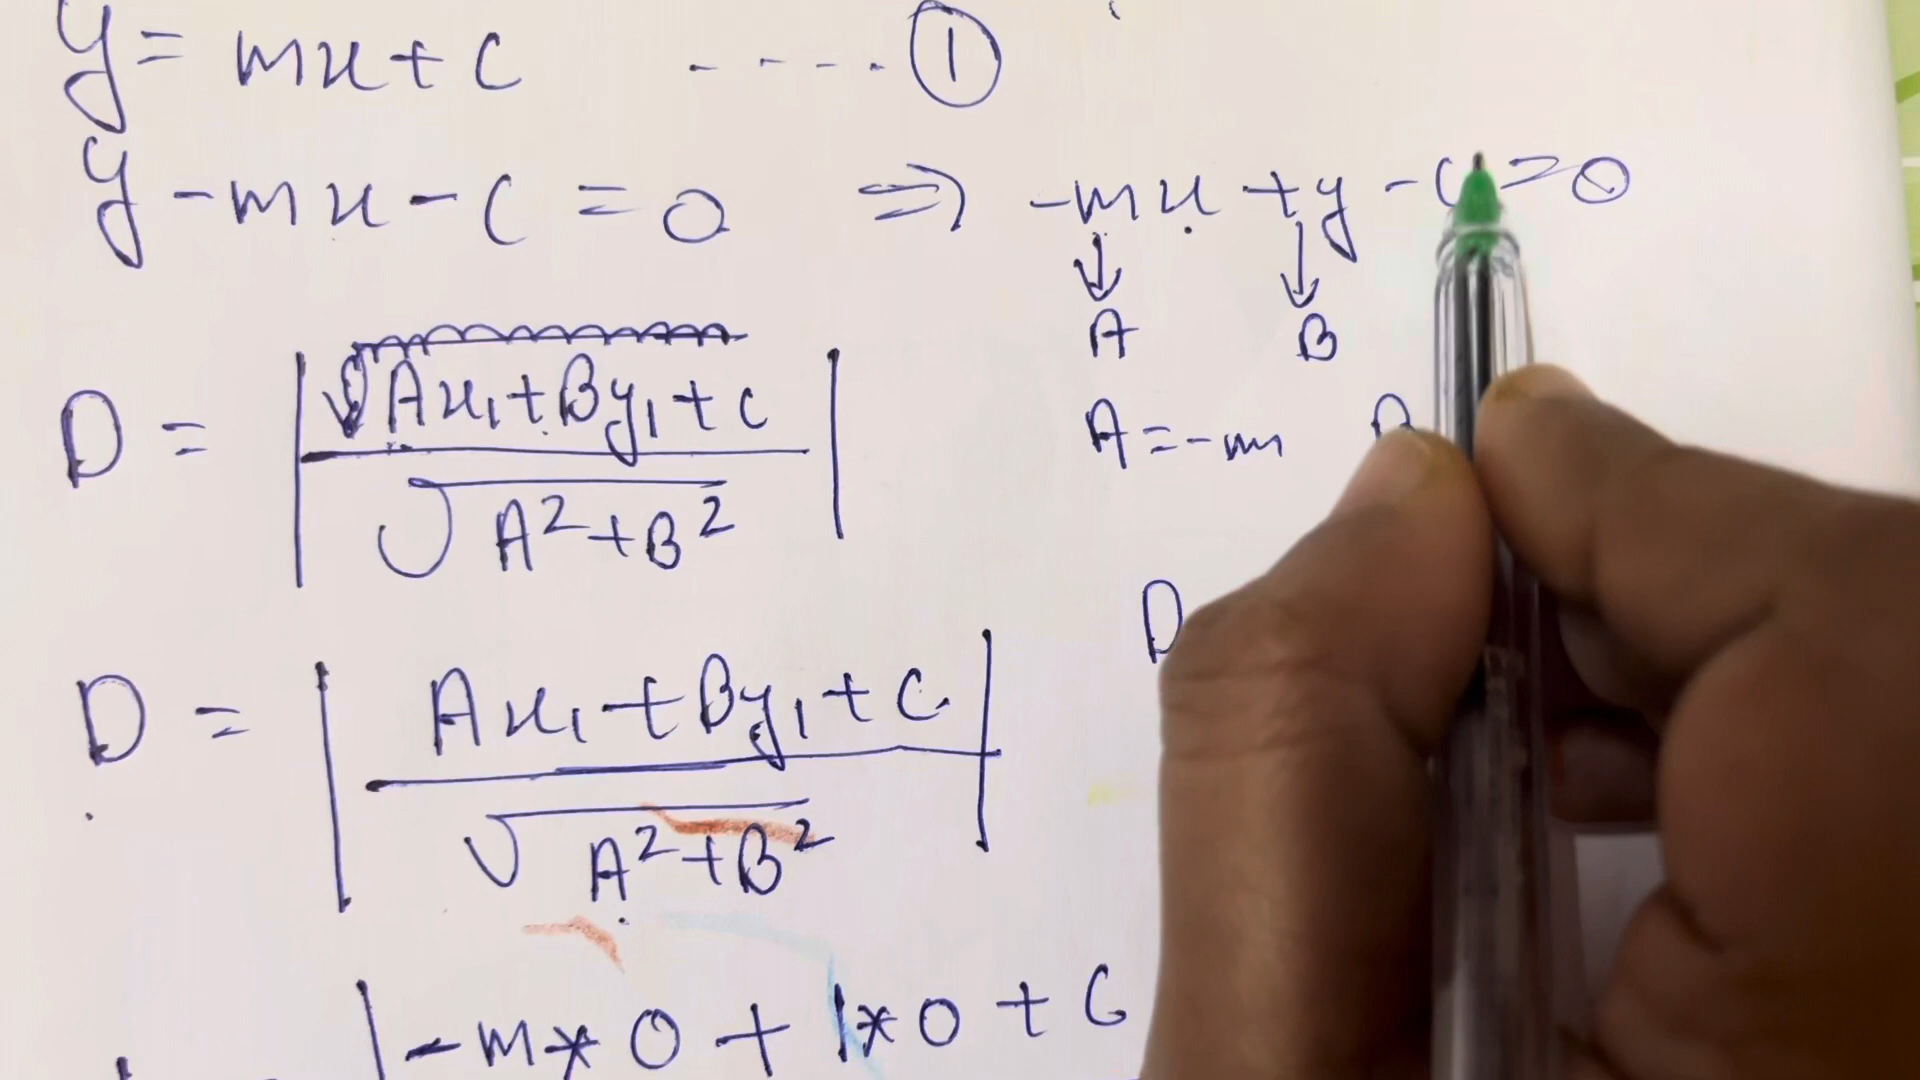 y = mx + c ..... ①
y - mx - c = 0 ⇒ -mx + y - c = 0
↓ ↓
A B
D = | Ax₁ + By₁ + c / √A² + B² |
A = -m
D = | Ax₁ + By₁ + C / √A² + B² |
D
| -m * 0 + 1 * 0 + C